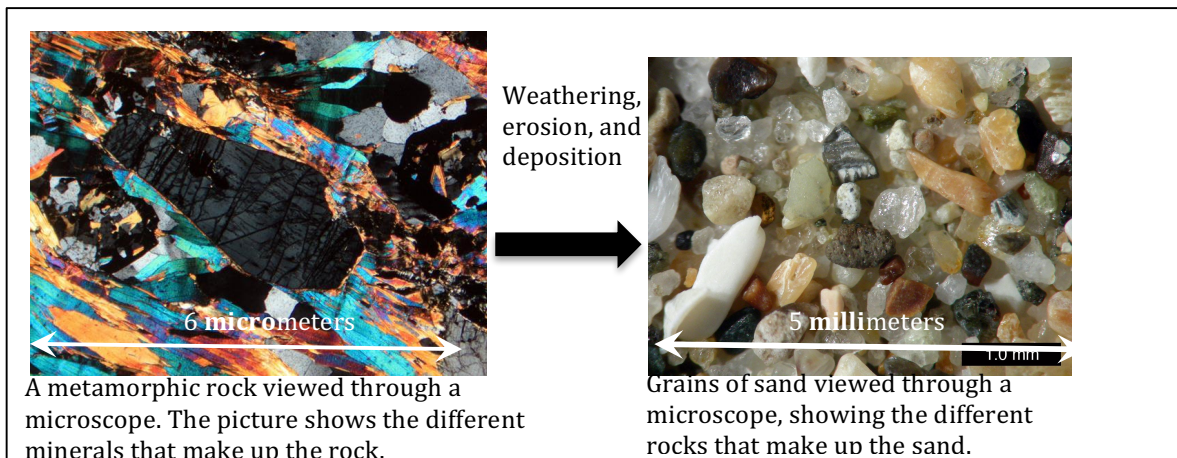 Weathering,
erosion, and
deposition
6 micrometers
5 millimeters
1.0 mm
A metamorphic rock viewed through a
microscope. The picture shows the different
minerals that make up the rock.
Grains of sand viewed through a
microscope, showing the different
rocks that make up the sand.